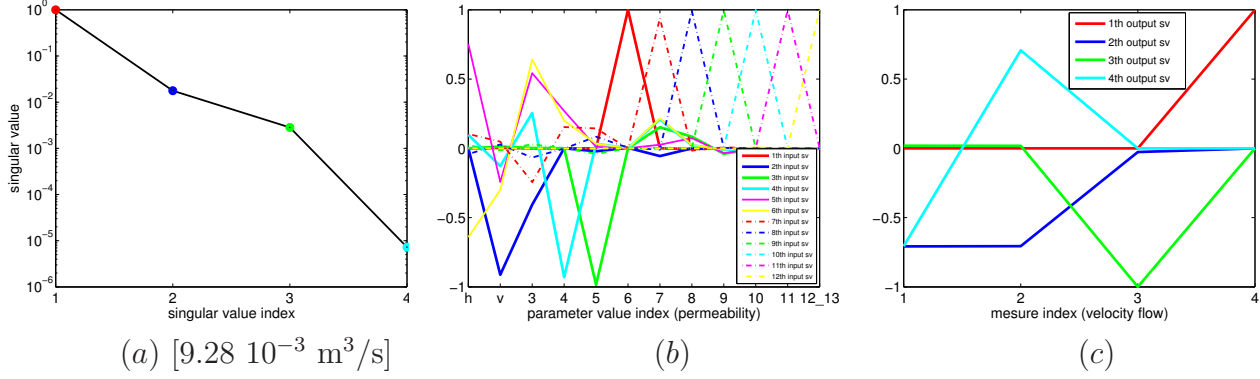 10^0
10^-1
10^-2
10^-3
10^-4
10^-5
10^-6
singular value
1 2 3 4
singular value index
(a) [9.28 10^-3 m^3/s]
1
0.5
0
−0.5
−1
h v 3 4 5 6 7 8 9 10 11 12_13
parameter value index (permeability)
1th input sv
2th input sv
3th input sv
4th input sv
5th input sv
6th input sv
7th input sv
8th input sv
9th input sv
10th input sv
11th input sv
12th input sv
(b)
1
0.5
0
−0.5
−1
1 2 3 4
mesure index (velocity flow)
1th output sv
2th output sv
3th output sv
4th output sv
(c)